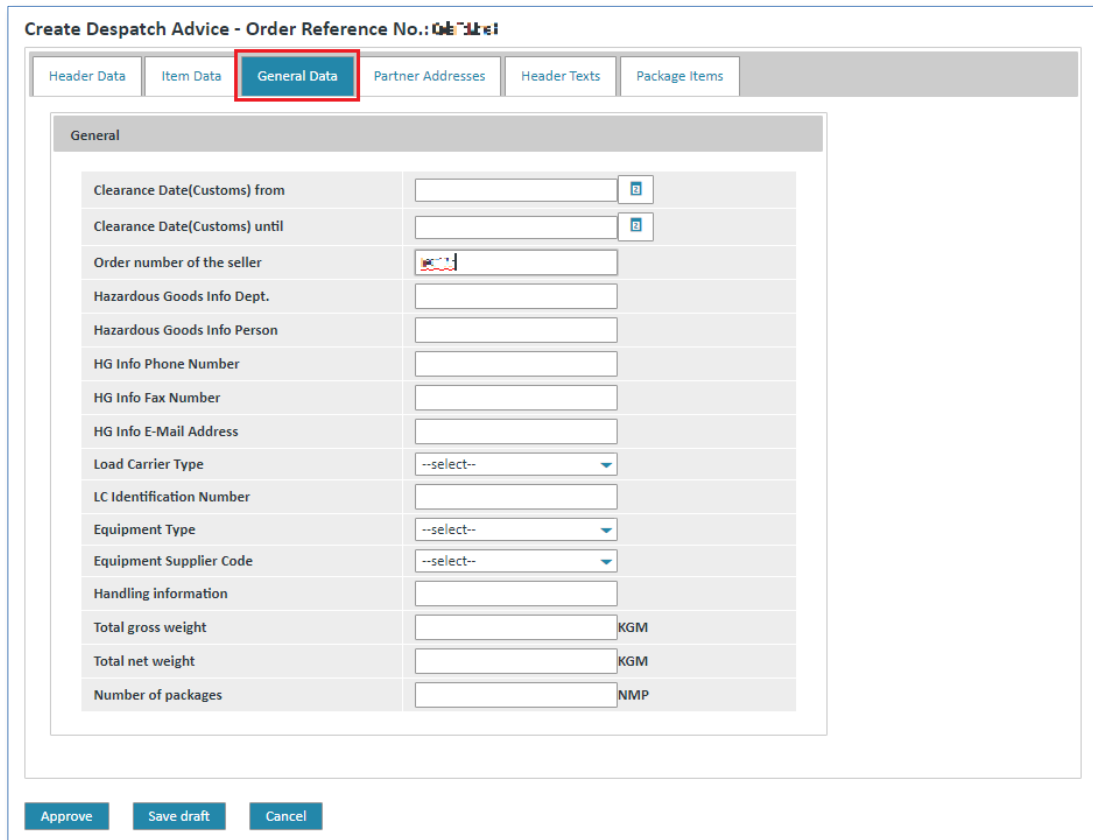 Create Despatch Advice - Order Reference No.:
Header Data Item Data General Data Partner Addresses Header Texts Package Items
General
Clearance Date(Customs) from
Clearance Date(Customs) until
Order number of the seller
Hazardous Goods Info Dept.
Hazardous Goods Info Person
HG Info Phone Number
HG Info Fax Number
HG Info E-Mail Address
Load Carrier Type --select--
LC Identification Number
Equipment Type --select--
Equipment Supplier Code --select--
Handling information
Total gross weight KGM
Total net weight KGM
Number of packages NMP
Approve Save draft Cancel